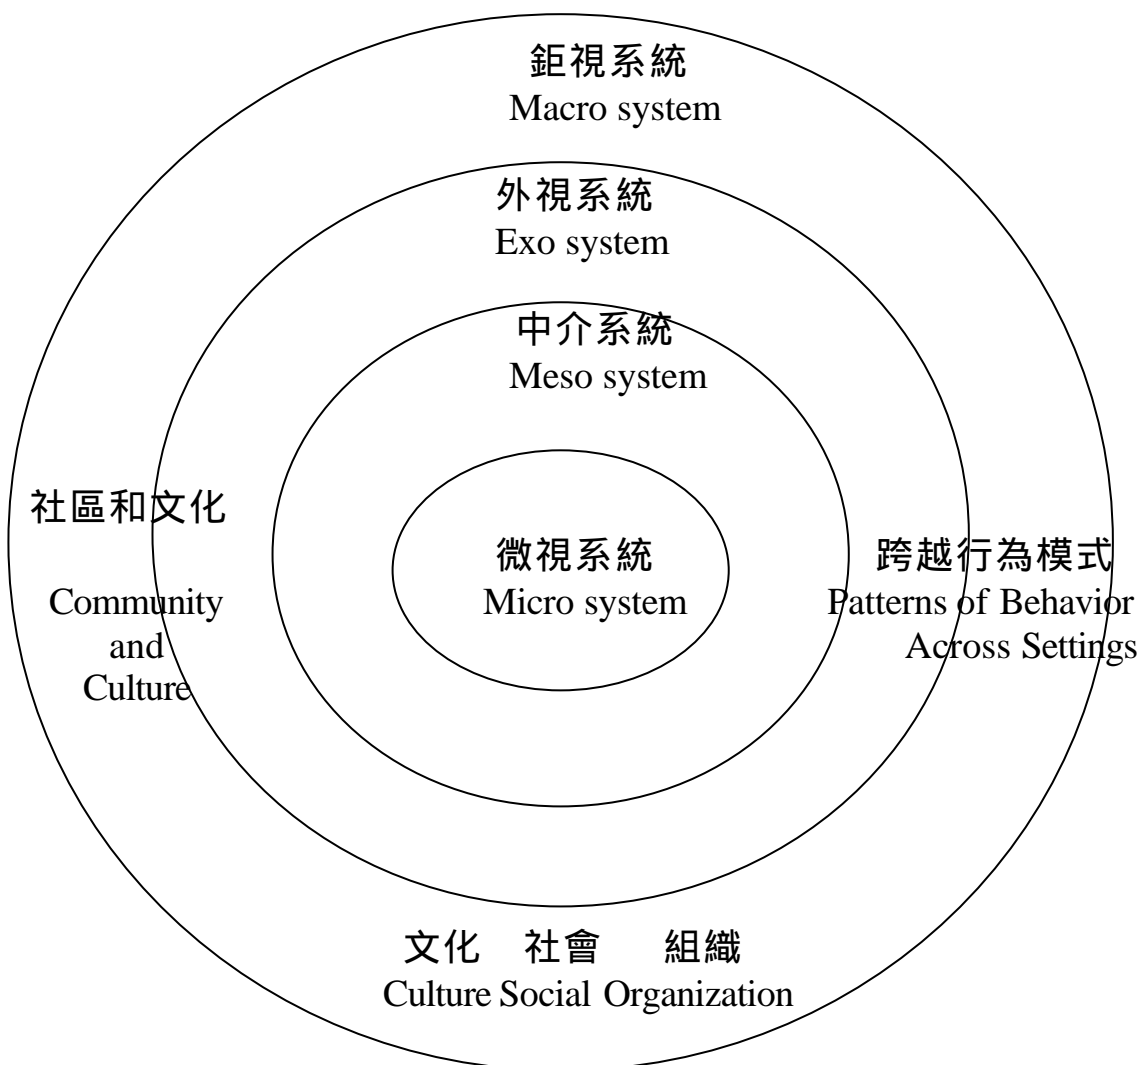 鉅視系統
Macro system
外視系統
Exo system
中介系統
Meso system
社區和文化
Community
and
Culture
微視系統
Micro system
跨越行為模式
Patterns of Behavior
Across Settings
文化 社會 組織
Culture Social Organization